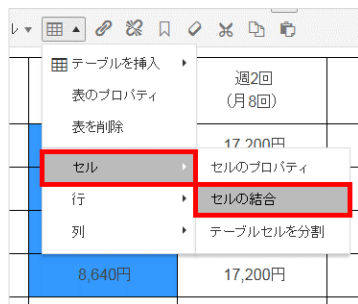 テーブルを挿入
表のプロパティ
表を削除
セル
行
列
セルのプロパティ
セルの結合
テーブルセルを分割
週2回
(月8回)
17,200円
8,640円
17,200円